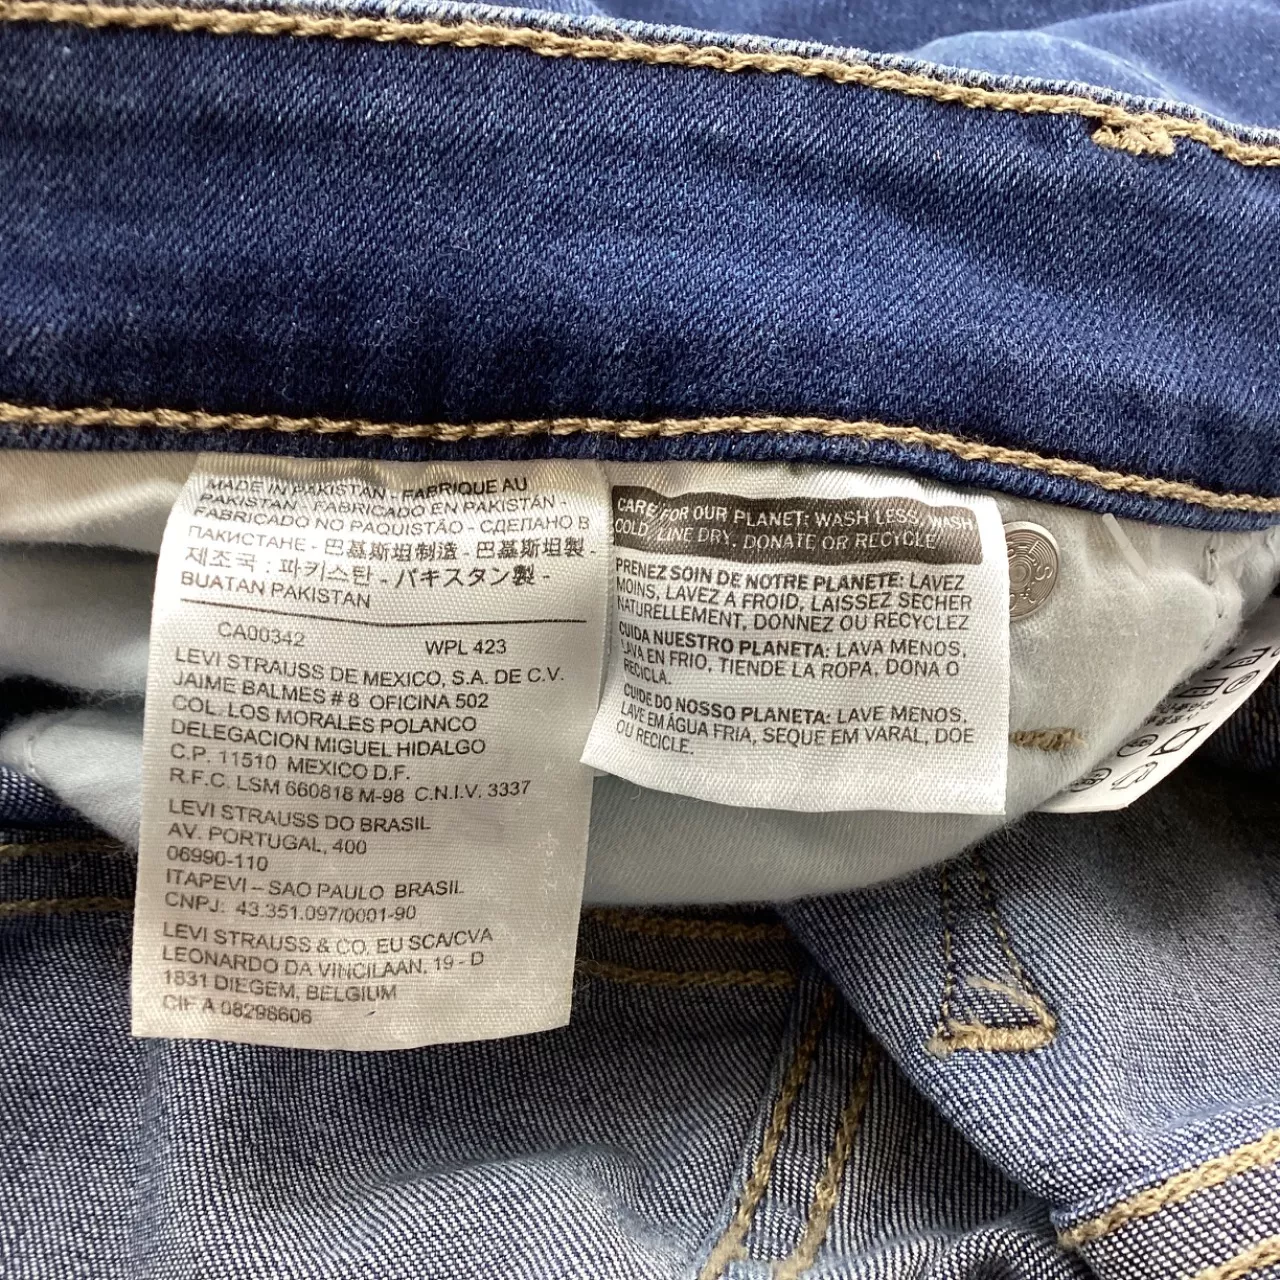 MADE IN PAKISTAN - FABRIQUE AU
PAKISTAN - FABRICADO EN PAKISTÁN -
FABRICADO NO PAQUISTÃO - СДЕЛАНО В
ПАКИСТАНЕ - 巴基斯坦制造 - 巴基斯坦製 -
제조국 : 파키스탄 - パキスタン製 -
BUATAN PAKISTAN
CA00342 WPL 423
LEVI STRAUSS DE MEXICO, S.A. DE C.V.
JAIME BALMES # 8 OFICINA 502
COL. LOS MORALES POLANCO
DELEGACION MIGUEL HIDALGO
C.P. 11510 MEXICO D.F.
R.F.C. LSM 660818 M-98 C.N.I.V. 3337
LEVI STRAUSS DO BRASIL
AV. PORTUGAL, 400
06990-110
ITAPEVI – SAO PAULO BRASIL
CNPJ: 43.351.097/0001-90
LEVI STRAUSS & CO. EU SCA/CVA
LEONARDO DA VINCILAAN, 19 - D
1831 DIEGEM, BELGIUM
CIF A 08298606
CARE FOR OUR PLANET: WASH LESS, WASH
COLD, LINE DRY, DONATE OR RECYCLE
PRENEZ SOIN DE NOTRE PLANETE: LAVEZ
MOINS, LAVEZ A FROID, LAISSEZ SECHER
NATURELLEMENT, DONNEZ OU RECYCLEZ
CUIDA NUESTRO PLANETA: LAVA MENOS,
LAVA EN FRIO, TIENDE LA ROPA, DONA O
RECICLA.
CUIDE DO NOSSO PLANETA: LAVE MENOS,
LAVE EM ÁGUA FRIA, SEQUE EM VARAL, DOE
OU RECICLE.